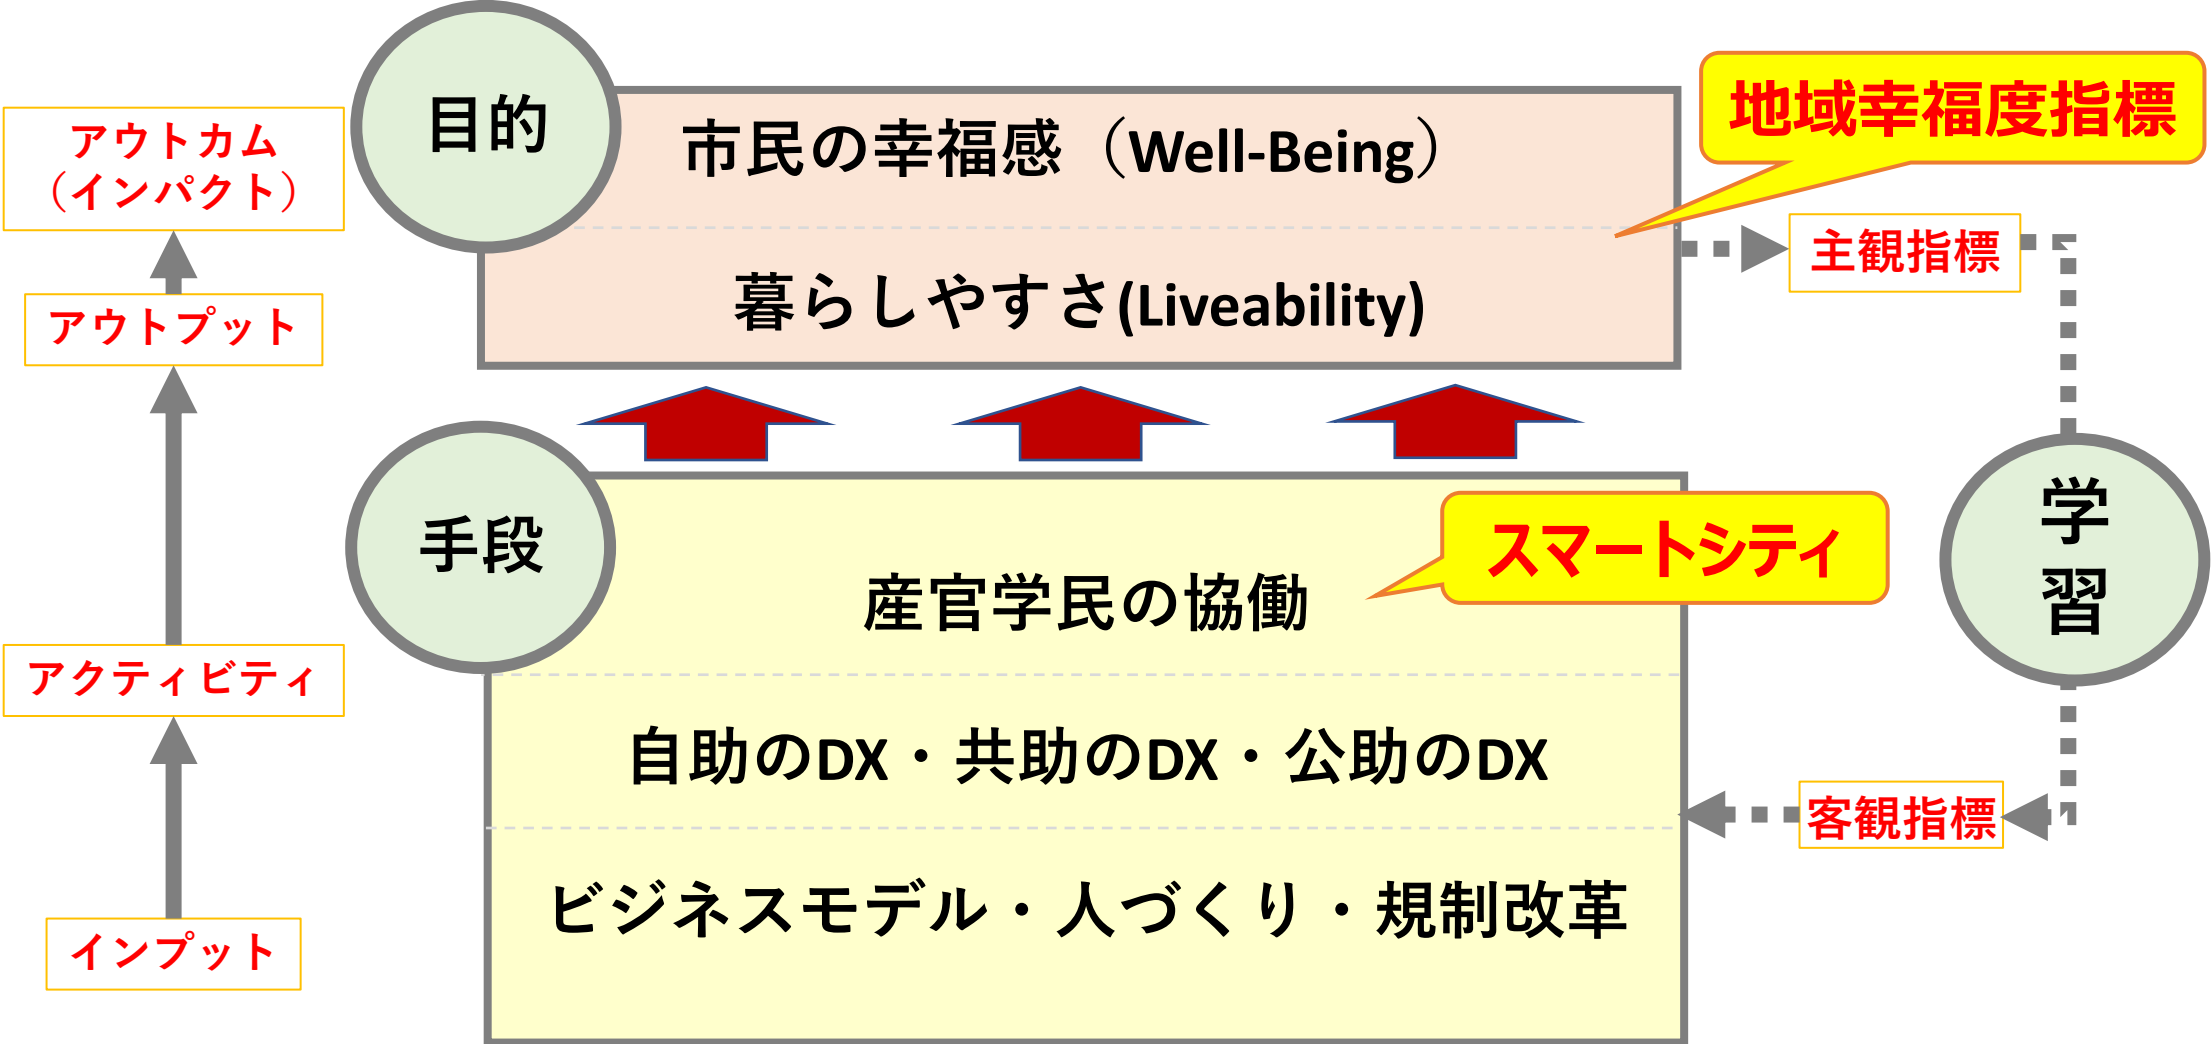 目的
市民の幸福感（Well-Being）
暮らしやすさ(Liveability)
地域幸福度指標
アウトカム
（インパクト）
アウトプット
アクティビティ
インプット
手段
スマートシティ
産官学民の協働
自助のDX・共助のDX・公助のDX
ビジネスモデル・人づくり・規制改革
主観指標
学
習
客観指標